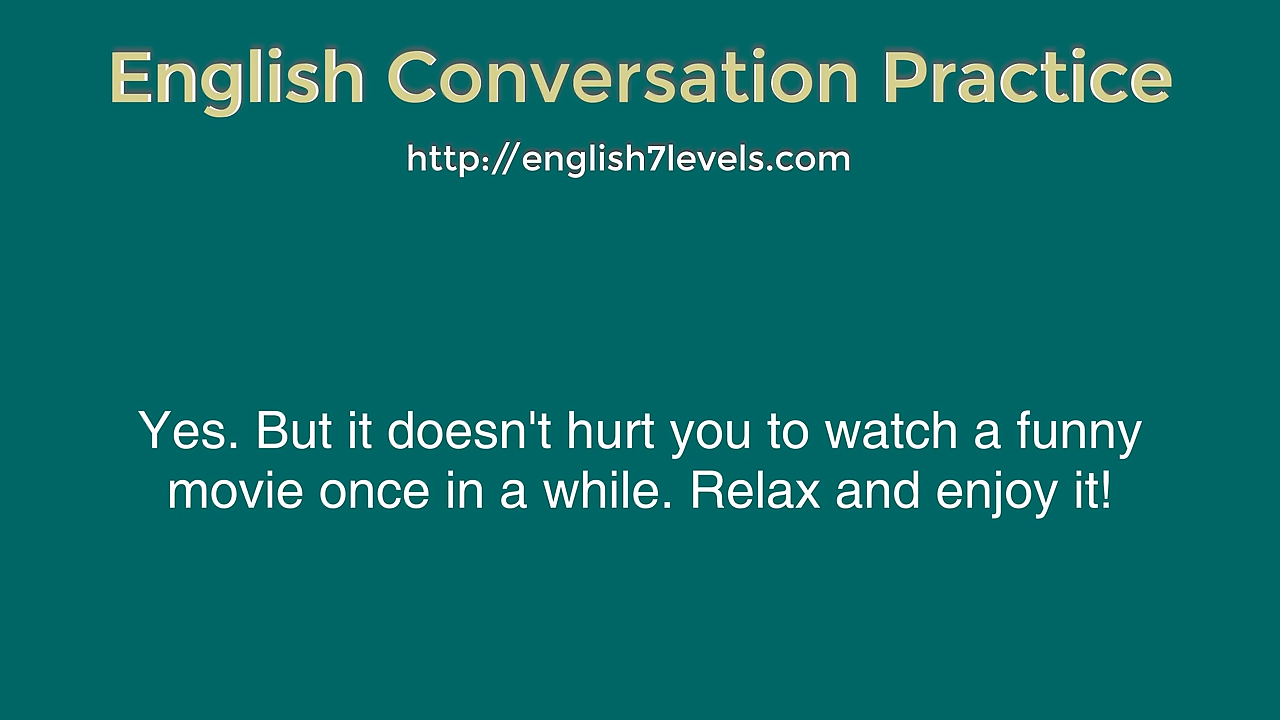 English Conversation Practice
http://english7levels.com
Yes. But it doesn't hurt you to watch a funny
movie once in a while. Relax and enjoy it!